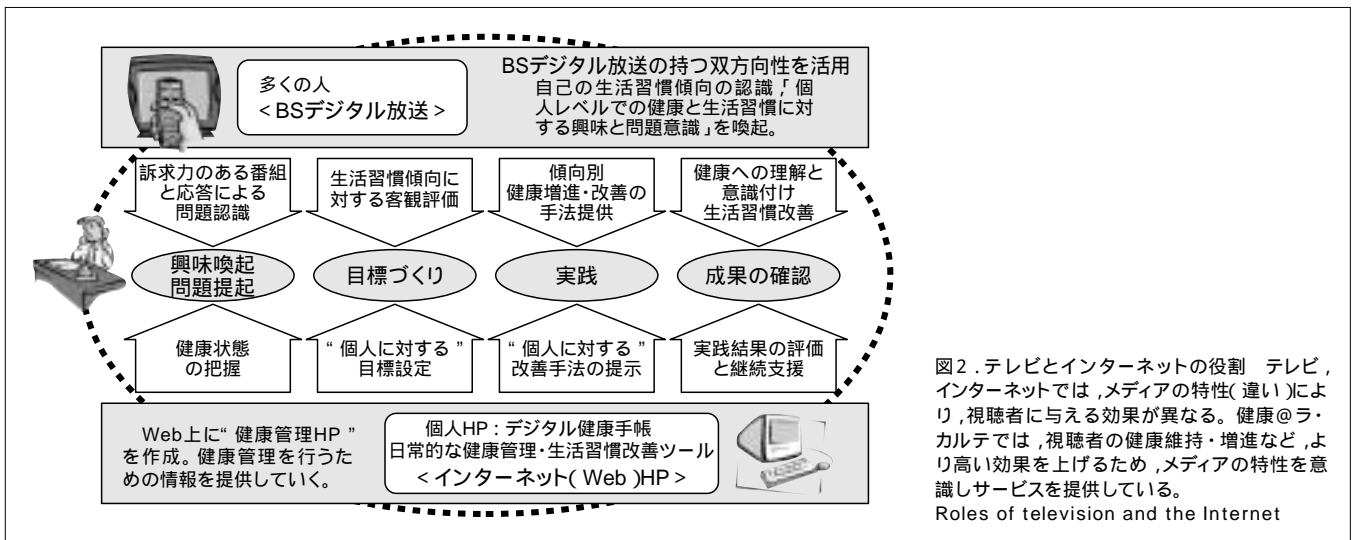 多くの人
<BSデジタル放送>
BSデジタル放送の持つ双方向性を活用
自己の生活習慣傾向の認識,「個
人レベルでの健康と生活習慣に対
する興味と問題意識」を喚起。
訴求力のある番組
と応答による
問題認識
生活習慣傾向に
対する客観評価
傾向別
健康増進・改善の
手法提供
健康への理解と
意識付け
生活習慣改善
興味喚起
問題提起
目標づくり
実践
成果の確認
健康状態
の把握
“個人に対する”
目標設定
“個人に対する”
改善手法の提示
実践結果の評価
と継続支援
Web上に“健康管理HP”
を作成。健康管理を行うた
めの情報を提供していく。
個人HP:デジタル健康手帳
日常的な健康管理・生活習慣改善ツール
<インターネット(Web)HP>
図2.テレビとインターネットの役割 テレビ,
インターネットでは,メディアの特性(違い)によ
り,視聴者に与える効果が異なる。健康@ラ・
カルテでは,視聴者の健康維持・増進など,よ
り高い効果を上げるため,メディアの特性を意
識しサービスを提供している。
Roles of television and the Internet